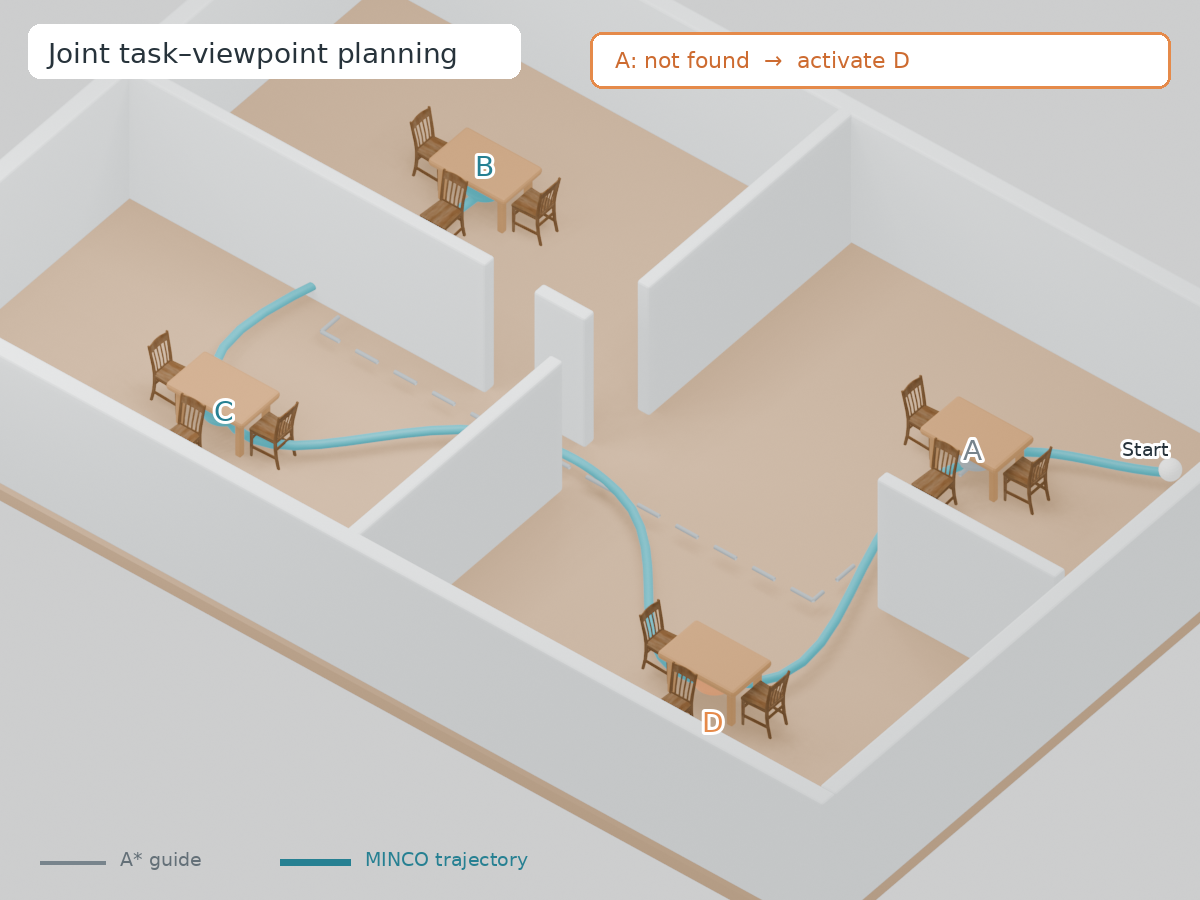 Joint task–viewpoint planning
A: not found → activate D
B
C
A
Start
D
A* guide
MINCO trajectory